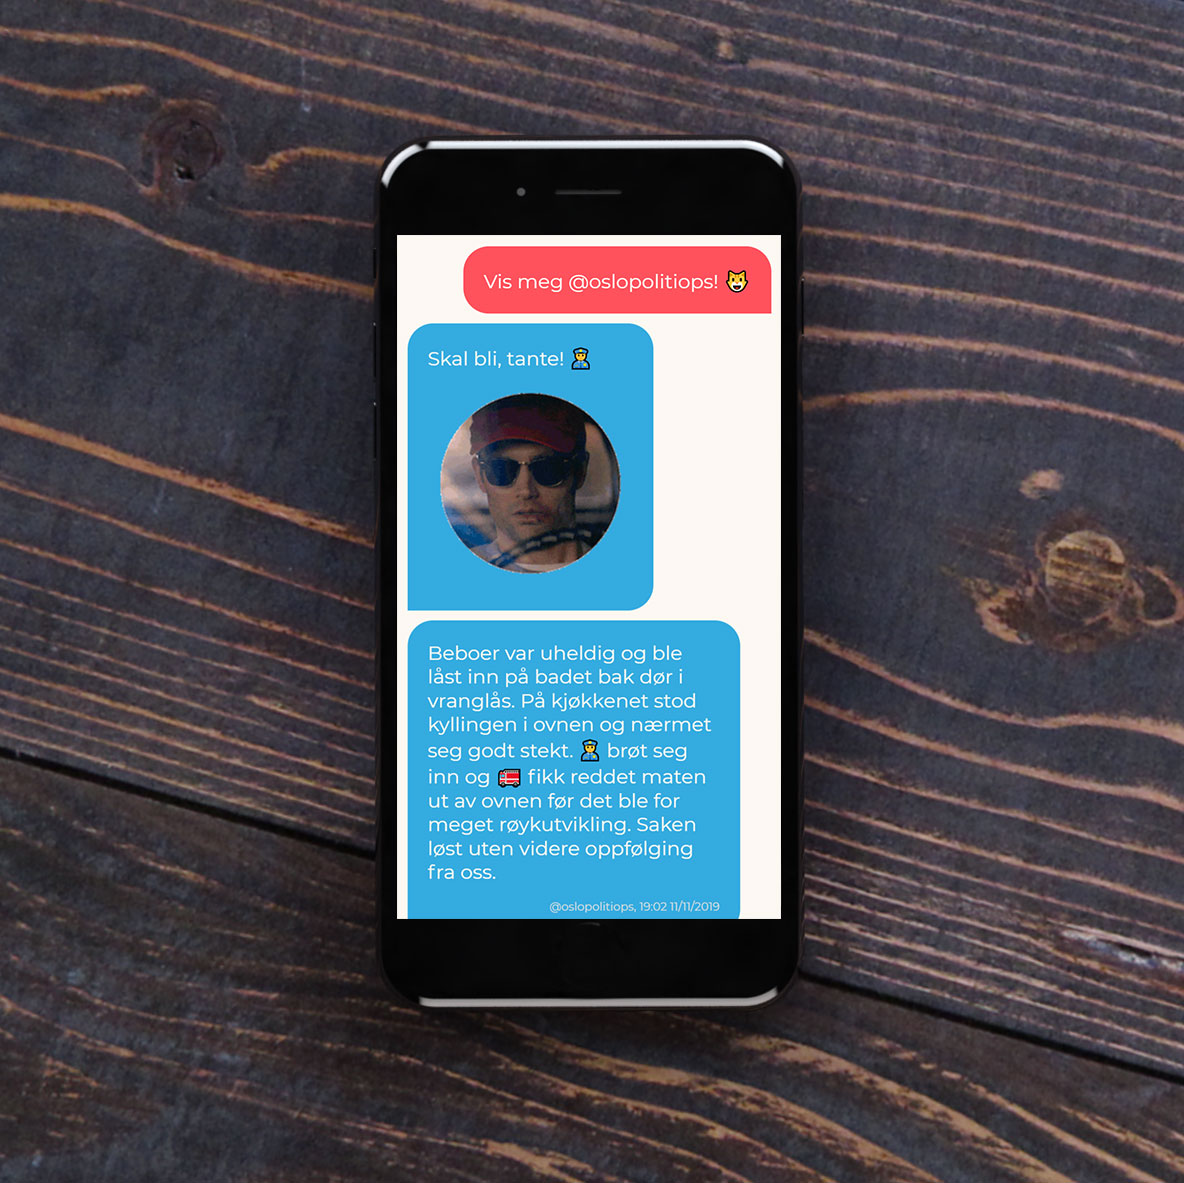 Vis meg @oslopolitiops! 😺
Skal bli, tante! 👮
Beboer var uheldig og ble
låst inn på badet bak dør i
vranglås. På kjøkkenet stod
kyllingen i ovnen og nærmet
seg godt stekt. 👮 brøt seg
inn og 🚒 fikk reddet maten
ut av ovnen før det ble for
meget røykutvikling. Saken
løst uten videre oppfølging
fra oss.
@oslopolitiops, 19:02 11/11/2019